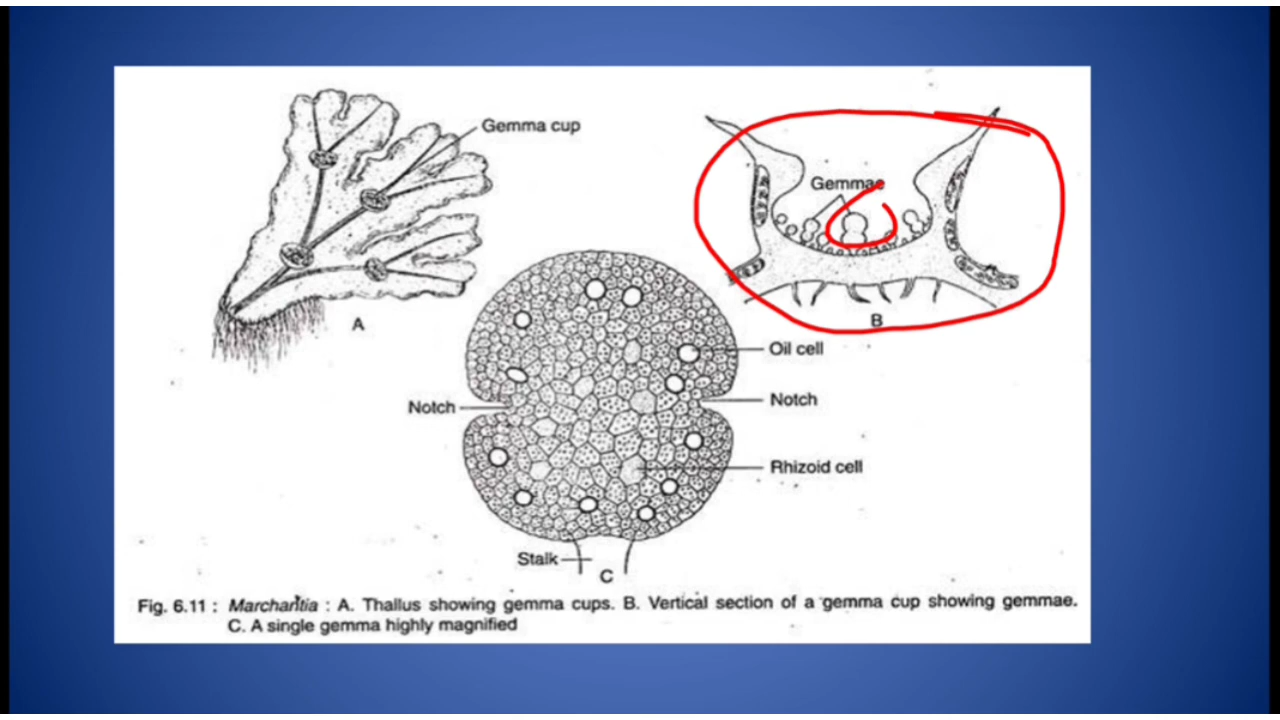 Gemma cup
Gemmae
A
B
Oil cell
Notch
Notch
Rhizoid cell
Stalk
C
Fig. 6.11 : Marchantia : A. Thallus showing gemma cups. B. Vertical section of a gemma cup showing gemmae.
C. A single gemma highly magnified